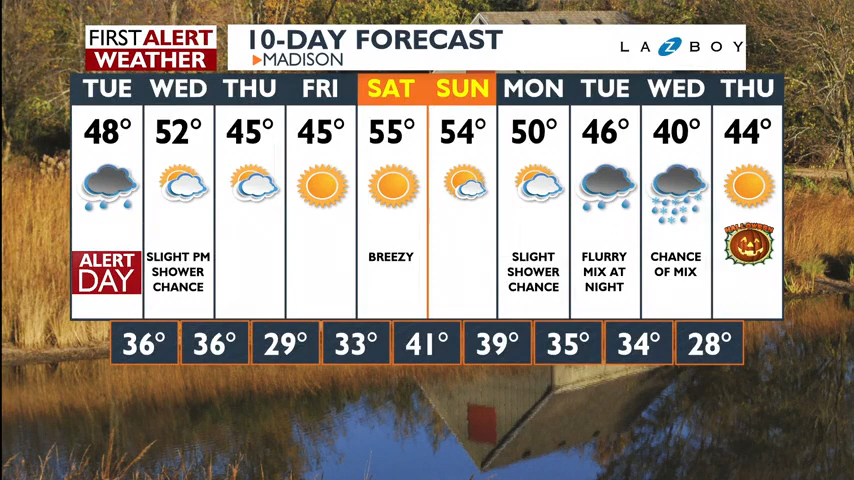 FIRST ALERT
WEATHER
10-DAY FORECAST
MADISON
LA Z BOY
TUE WED THU FRI SAT SUN MON TUE WED THU
48° 52° 45° 45° 55° 54° 50° 46° 40° 44°
HALLOWEEN
ALERT
DAY
SLIGHT PM
SHOWER
CHANCE
BREEZY
SLIGHT
SHOWER
CHANCE
FLURRY
MIX AT
NIGHT
CHANCE
OF MIX
36° 36° 29° 33° 41° 39° 35° 34° 28°